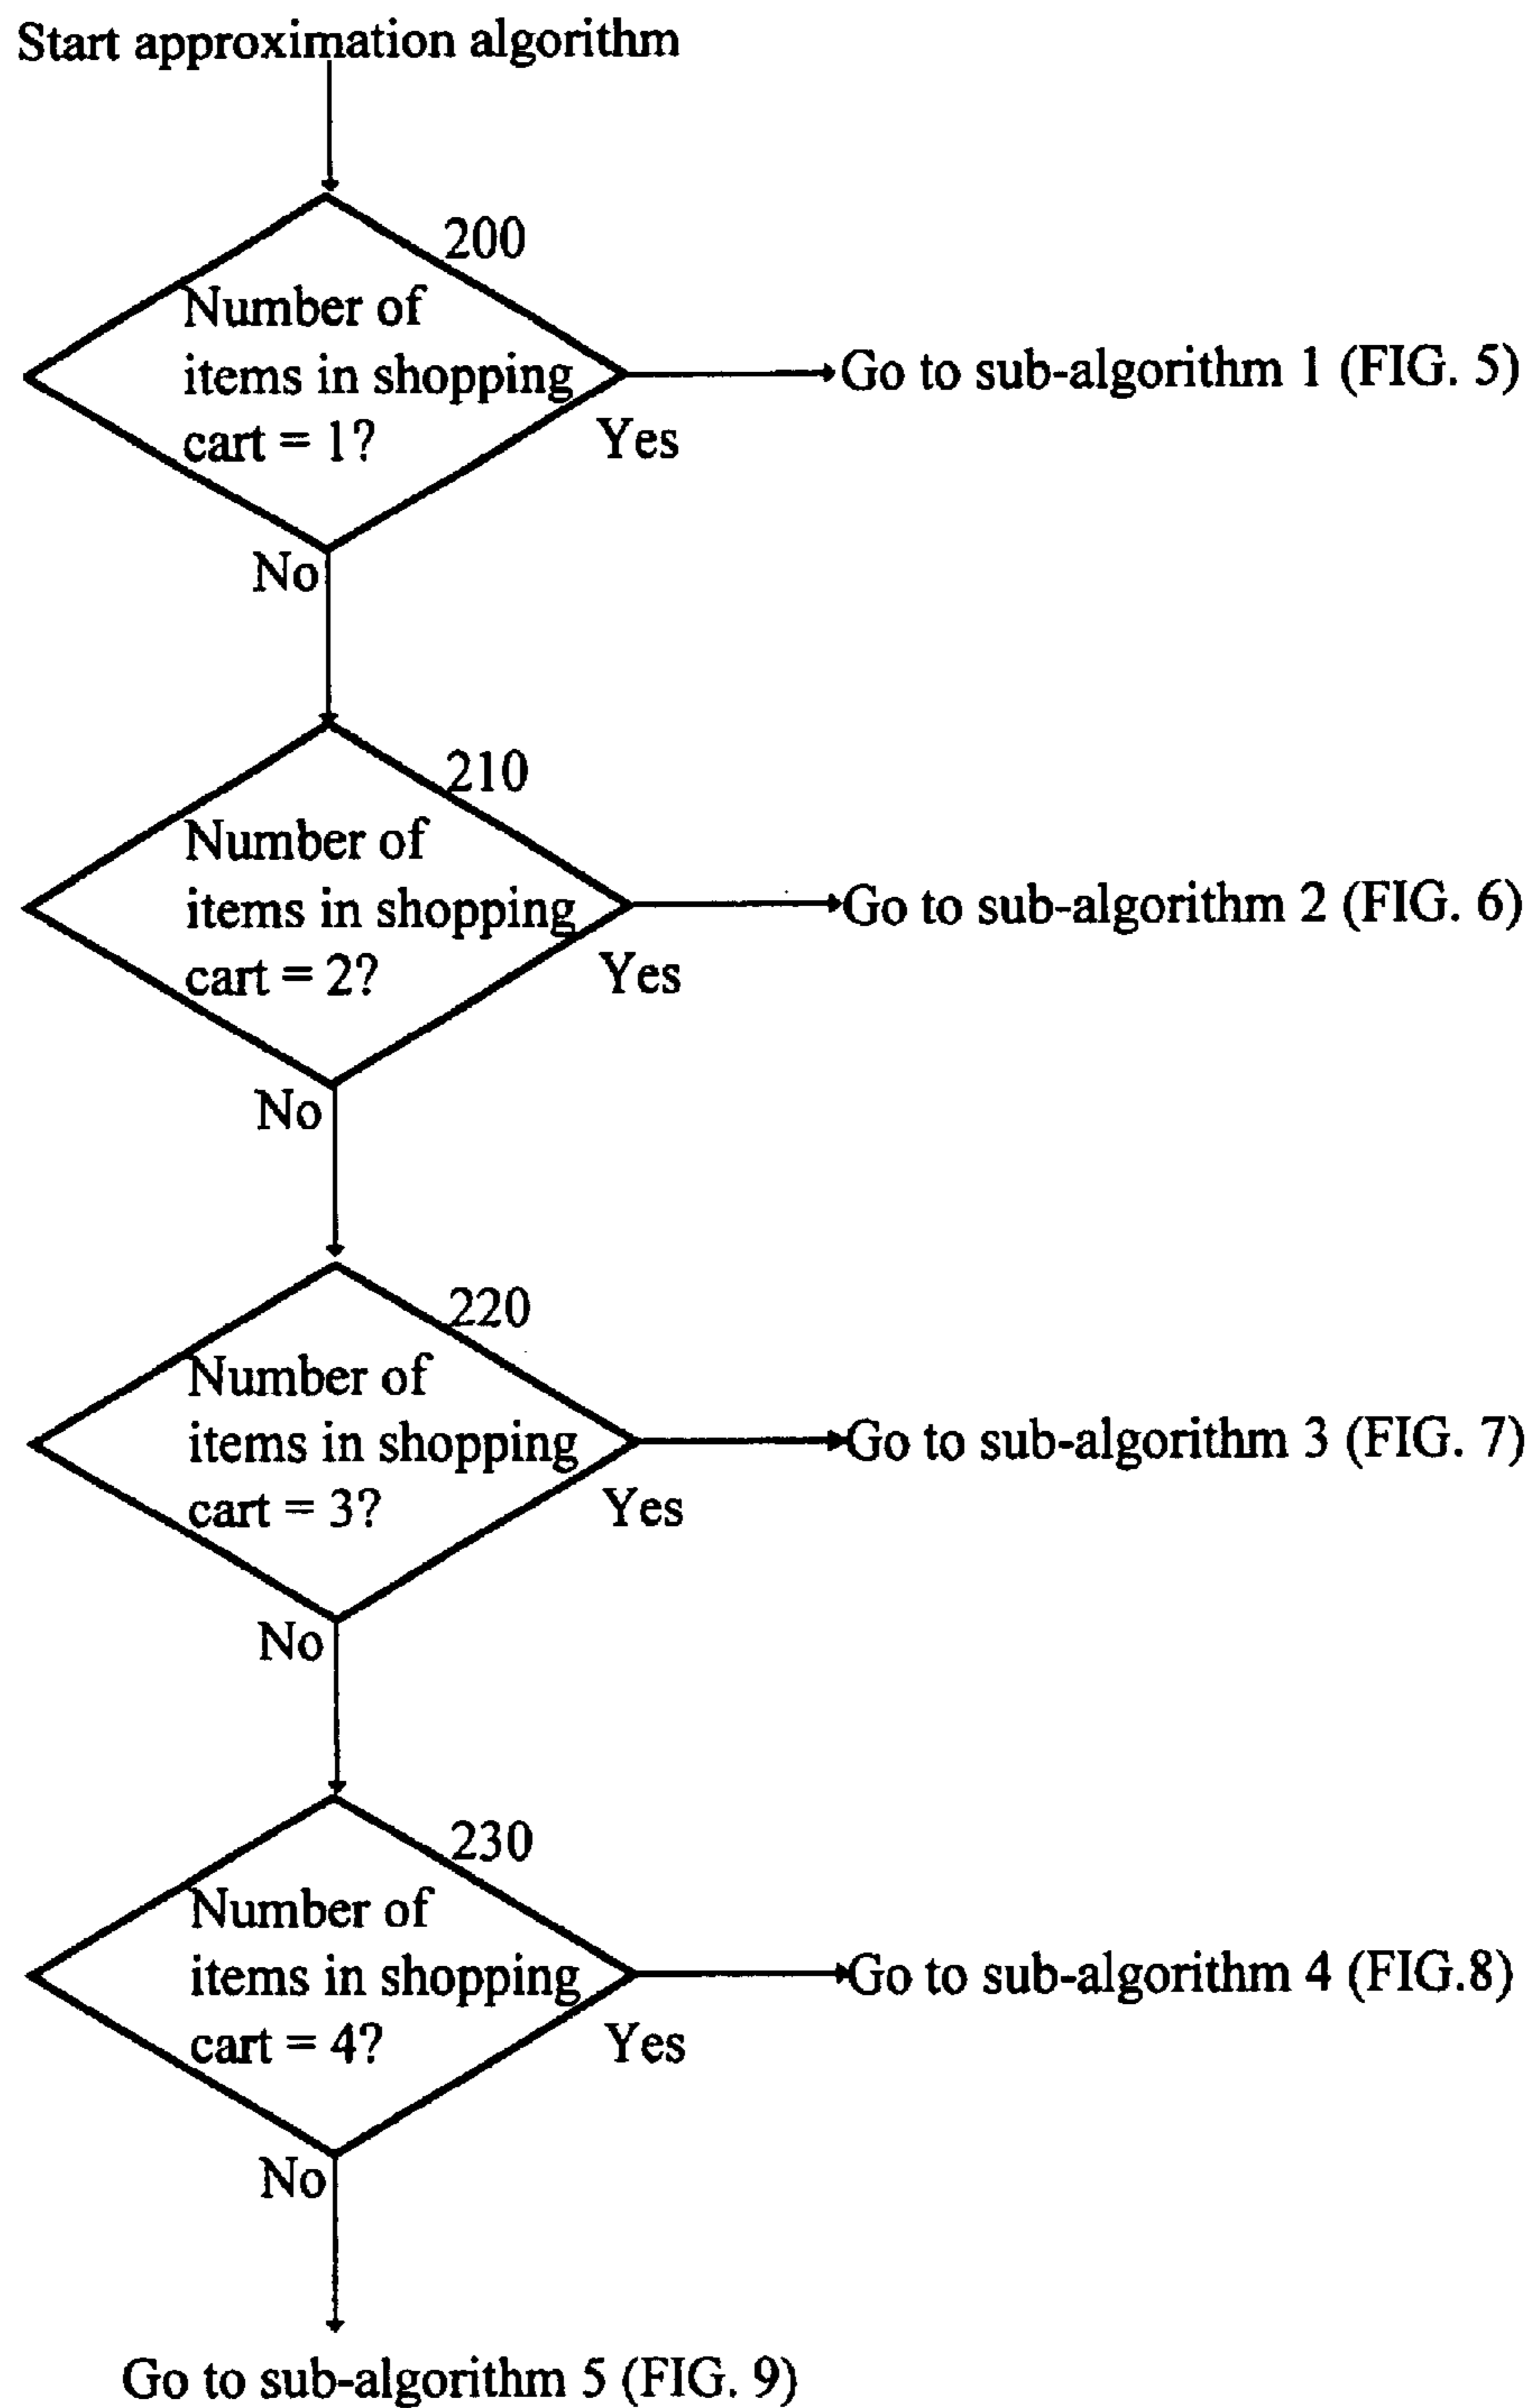 Start approximation algorithm
200
Number of
items in shopping
cart = 1?
Go to sub-algorithm 1 (FIG. 5)
Yes
No
210
Number of
items in shopping
cart = 2?
Go to sub-algorithm 2 (FIG. 6)
Yes
No
220
Number of
items in shopping
cart = 3?
Go to sub-algorithm 3 (FIG. 7)
Yes
No
230
Number of
items in shopping
cart = 4?
Go to sub-algorithm 4 (FIG.8)
Yes
No
Go to sub-algorithm 5 (FIG. 9)